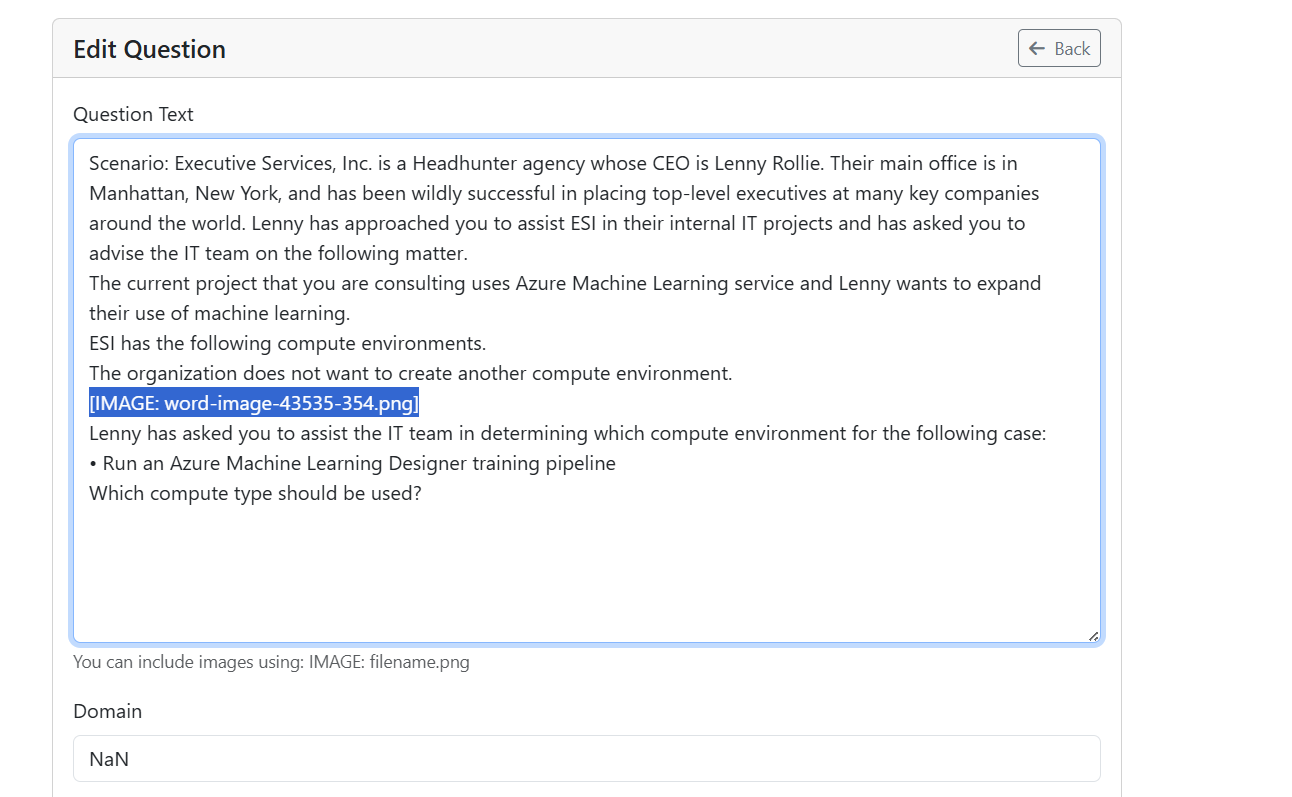 Edit Question
Back
Question Text
Scenario: Executive Services, Inc. is a Headhunter agency whose CEO is Lenny Rollie. Their main office is in
Manhattan, New York, and has been wildly successful in placing top-level executives at many key companies
around the world. Lenny has approached you to assist ESI in their internal IT projects and has asked you to
advise the IT team on the following matter.
The current project that you are consulting uses Azure Machine Learning service and Lenny wants to expand
their use of machine learning.
ESI has the following compute environments.
The organization does not want to create another compute environment.
[IMAGE: word-image-43535-354.png]
Lenny has asked you to assist the IT team in determining which compute environment for the following case:
• Run an Azure Machine Learning Designer training pipeline
Which compute type should be used?
You can include images using: IMAGE: filename.png
Domain
NaN